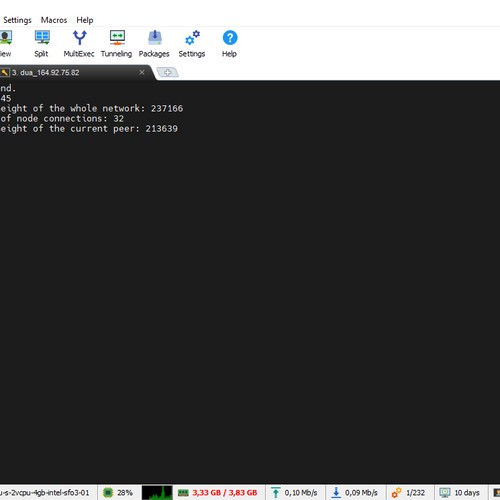 Settings Macros Help
iew Split MultiExec Tunneling Packages Settings Help
3. dua_164.92.75.82
nd.
45
eight of the whole network: 237166
of node connections: 32
eight of the current peer: 213639
u-s-2vcpu-4gb-intel-sfo3-01 28% 3,33 GB / 3,83 GB 0,10 Mb/s 0,09 Mb/s 1/232 10 days